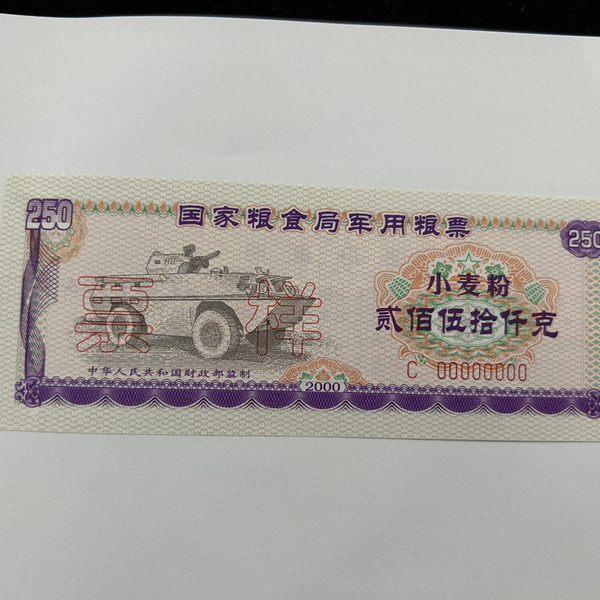 国家粮食局军用粮票
250
250
小麦粉
票样
贰佰伍拾仟克
C 00000000
中华人民共和国财政部监制
2000